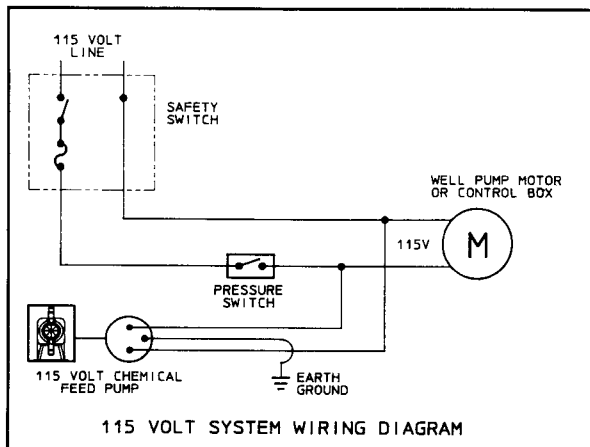 115 VOLT
LINE
SAFETY
SWITCH
WELL PUMP MOTOR
OR CONTROL BOX
115V
M
PRESSURE
SWITCH
115 VOLT CHEMICAL
FEED PUMP
EARTH
GROUND
115 VOLT SYSTEM WIRING DIAGRAM